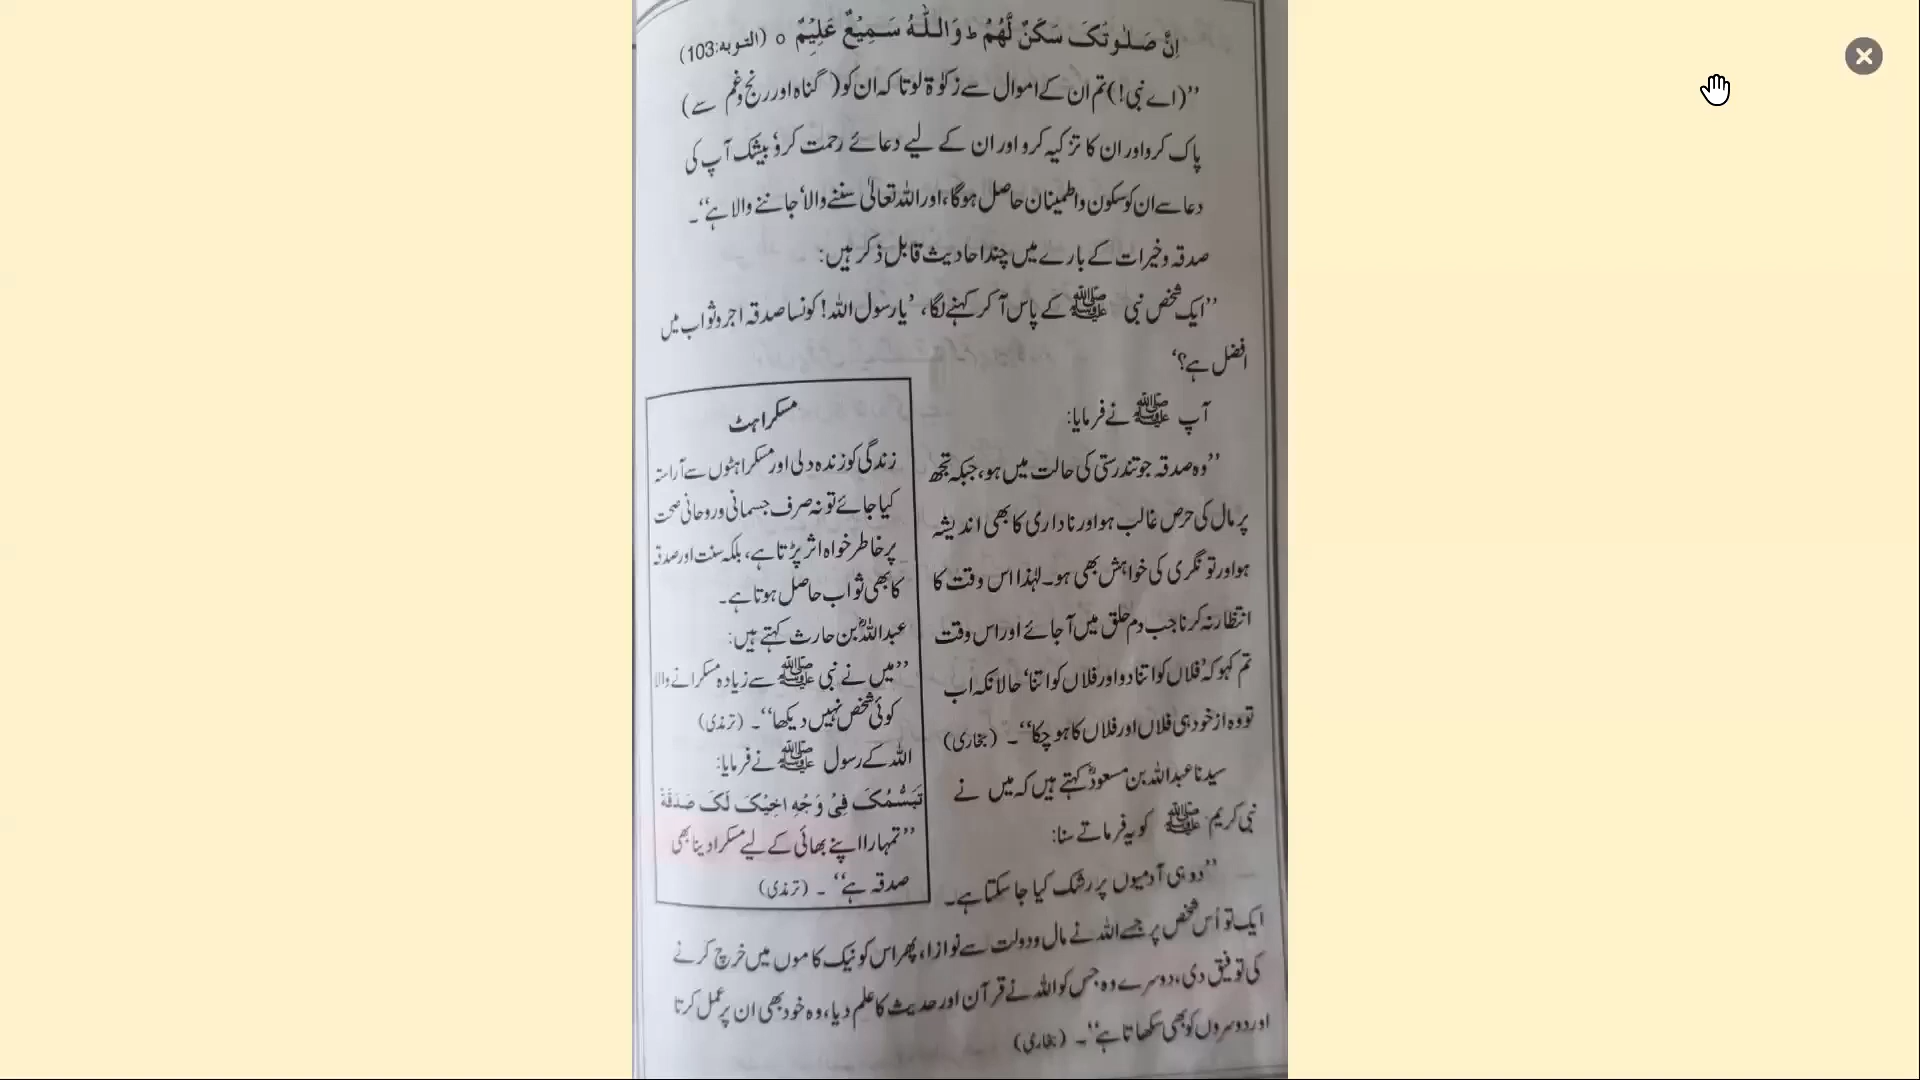 اِنَّ صَلٰوتَکَ سَکَنٌ لَّهُمْ ط وَاللّٰهُ سَمِيْعٌ عَلِيْمٌ ○ (التوبہ:103)
’’(اے نبی!) تم ان کے اموال سے زکوٰۃ لو تاکہ ان کو (گناہ اور رنج و غم سے)
پاک کرو اور ان کا تزکیہ کرو اور ان کے لیے دعائے رحمت کرو‘ بیشک آپ کی
دعا سے ان کو سکون واطمینان حاصل ہوگا، اور اللہ تعالیٰ سننے والا‘ جاننے والا ہے‘‘۔
صدقہ و خیرات کے بارے میں چند احادیث قابل ذکر ہیں:
’’ایک شخص نبی ﷺ کے پاس آکر کہنے لگا، ’یا رسول اللہ! کونسا صدقہ اجر و ثواب میں
افضل ہے؟‘
آپ ﷺ نے فرمایا:
’’وہ صدقہ جو تندرستی کی حالت میں ہو، جبکہ تجھ
پر مال کی حرص غالب ہو اور ناداری کا بھی اندیشہ
ہو اور تونگری کی خواہش بھی ہو۔ لہٰذا اس وقت کا
انتظار نہ کرنا جب دم حلق میں آجائے اور اس وقت
تم کہو کہ ’فلاں کو اتنا دو اور فلاں کو اتنا‘ حالانکہ اب
تو وہ از خود ہی فلاں اور فلاں کا ہو چکا‘‘۔ (بخاری)
سیدنا عبداللہ بن مسعودؓ کہتے ہیں کہ میں نے
نبی کریم ﷺ کو یہ فرماتے سنا:
’’دو ہی آدمیوں پر رشک کیا جا سکتا ہے۔
مسکراہٹ
زندگی کو زندہ دلی اور مسکراہٹوں سے آراستہ
کیا جائے تو نہ صرف جسمانی و روحانی صحت
پر خاطر خواہ اثر پڑتا ہے، بلکہ سنت اور صدقہ
کا بھی ثواب حاصل ہوتا ہے۔
عبداللہؓ بن حارث کہتے ہیں:
’’میں نے نبی ﷺ سے زیادہ مسکرانے والا
کوئی شخص نہیں دیکھا‘‘۔ (ترمذی)
اللہ کے رسول ﷺ نے فرمایا:
تَبَسُّمُکَ فِیْ وَجْهِ اَخِیْکَ لَکَ صَدَقَةٌ
’’تمہارا اپنے بھائی کے لیے مسکرا دینا بھی
صدقہ ہے‘‘۔ (ترمذی)
ایک تو اُس شخص پر جسے اللہ نے مال و دولت سے نوازا، پھر اس کو نیک کاموں میں خرچ کرنے
کی توفیق دی، دوسرے وہ جس کو اللہ نے قرآن اور حدیث کا علم دیا، وہ خود بھی ان پر عمل کرتا
اور دوسروں کو بھی سکھاتا ہے‘‘۔ (بخاری)